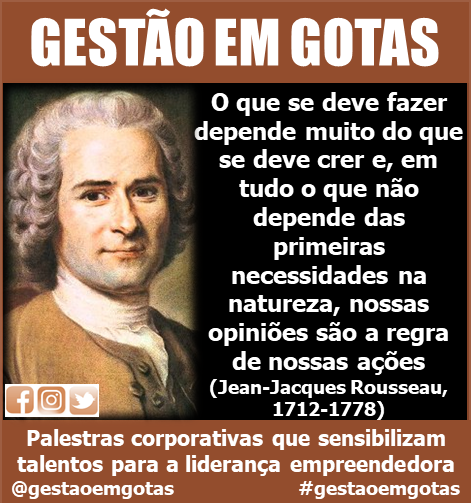 GESTÃO EM GOTAS
O que se deve fazer
depende muito do que
se deve crer e, em
tudo o que não
depende das
primeiras
necessidades na
natureza, nossas
opiniões são a regra
de nossas ações
(Jean-Jacques Rousseau,
1712-1778)
Palestras corporativas que sensibilizam
talentos para a liderança empreendedora
@gestaoemgotas #gestaoemgotas